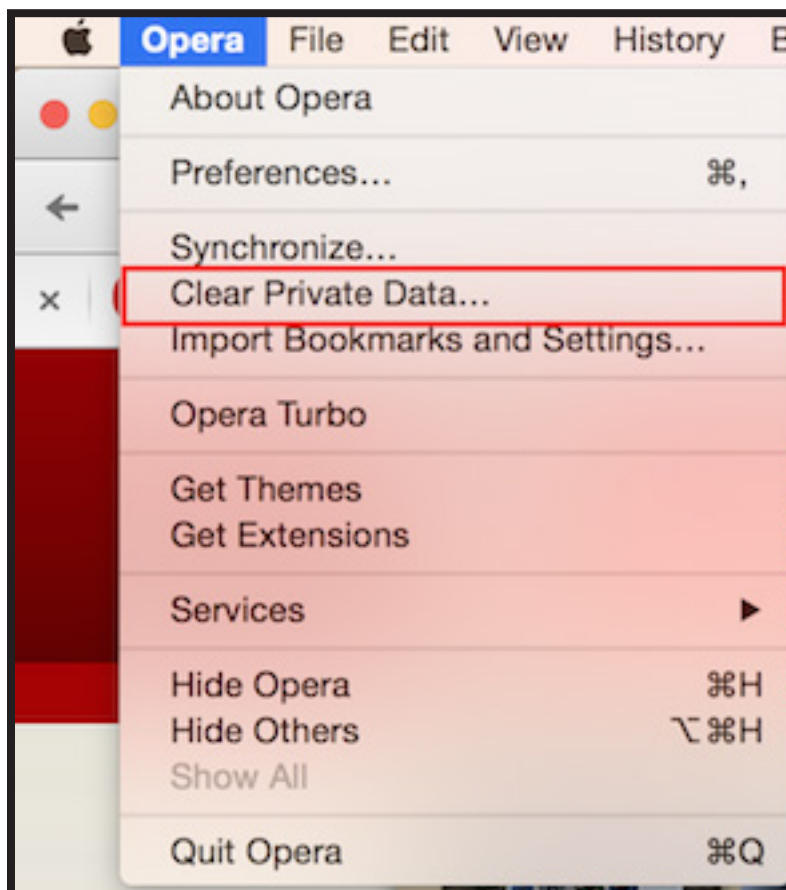 Opera File Edit View History
About Opera
Preferences... ⌘,
Synchronize...
Clear Private Data...
Import Bookmarks and Settings...
Opera Turbo
Get Themes
Get Extensions
Services ▶
Hide Opera ⌘H
Hide Others ⌥⌘H
Show All
Quit Opera ⌘Q